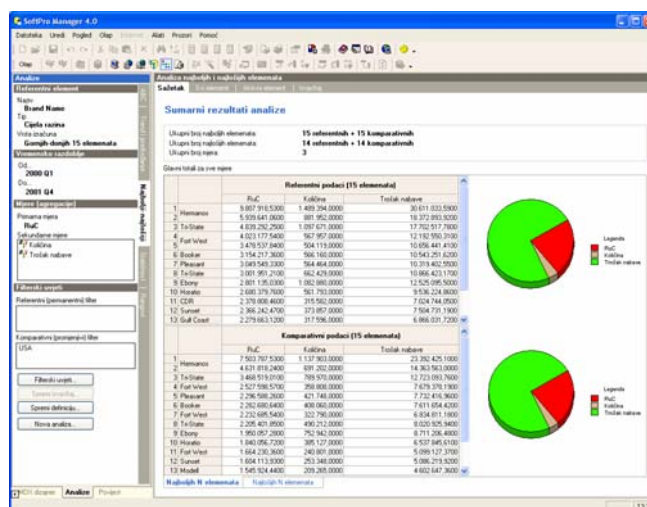 SoftPro Manager 4.0
Datoteka Uredi Pogled Olap Alati Prozori Pomoć
Olap
Analize
Referentni element
Naziv
Brand Name
Tip
Cijela razina
Vrsta izračuna
Gornjih-donjih 15 elemenata
Vremensko razdoblje
Od...
2000 Q1
Do...
2001 Q4
Mjere (agregacije)
Primarna mjera
RuC
Sekundarne mjere
Količina
Trošak nabave
Filterski uvjeti
Referentni (permanentni) filter
Komparativni (promjenjivi) filter
USA
Filterski uvjeti...
Spremi definiciju...
Nova analiza...
Analize Povijest
Analiza najboljih i najlošijih elemenata
Sažetak
Sumarni rezultati analize
Ukupni broj najboljih elemenata 15 referentnih + 15 komparativnih
Ukupni broj najlošijih elemenata 14 referentnih + 14 komparativnih
Ukupni broj mjera 3
Glavni totali za sve mjere
Referentni podaci (15 elemenata)
RuC Količina Trošak nabave
1 Hermanos 9.807.918,5300 1.489.394,0000 30.611.033,5900
2 5.939.641,0600 881.952,0000 18.372.893,9200
3 Tri-State 4.839.292,2500 1.097.671,0000 17.702.517,7800
4 Fort West 4.023.177,5400 567.957,0000 12.192.550,3100
5 3.478.537,8400 504.119,0000 10.656.441,4100
6 Booker 3.154.217,3600 566.160,0000 10.543.251,6200
7 Pleasant 3.049.549,3300 564.464,0000 10.319.402,5500
8 Tri-State 3.001.951,2100 662.429,0000 10.866.423,1700
9 Ebony 2.801.135,0300 1.082.880,0000 12.525.095,5000
10 Horatio 2.680.379,7600 561.793,0000 9.536.224,8600
11 CDR 2.378.808,4600 315.582,0000 7.024.744,0500
12 Sunset 2.366.242,4700 373.857,0000 7.504.731,1900
13 Gulf Coast 2.279.663,1200 317.596,0000 6.866.031,7200
Legenda
RuC
Količina
Trošak nabave
Komparativni podaci (15 elemenata)
RuC Količina Trošak nabave
1 Hermanos 7.503.787,5300 1.137.903,0000 23.392.425,1000
2 4.631.818,2400 691.202,0000 14.363.563,0000
3 Tri-State 3.468.519,0100 789.970,0000 12.723.093,7600
4 Fort West 2.527.598,5700 358.808,0000 7.679.378,1900
5 Pleasant 2.296.588,2600 421.748,0000 7.732.416,9600
6 Booker 2.282.680,6400 408.060,0000 7.611.654,4200
7 Fort West 2.232.685,5400 322.798,0000 6.834.811,1800
8 Tri-State 2.205.401,8500 490.212,0000 8.020.925,9400
9 Ebony 1.950.057,2800 752.942,0000 8.711.206,4800
10 Horatio 1.840.056,7200 385.127,0000 6.537.845,6100
11 Fort West 1.664.230,3600 240.801,0000 5.099.127,3700
12 Sunset 1.604.113,9300 253.348,0000 5.086.219,9200
13 Modell 1.545.924,4400 209.265,0000 4.602.647,3600
Legenda
RuC
Količina
Trošak nabave
Najboljih N elemenata Najlošijih N elemenata